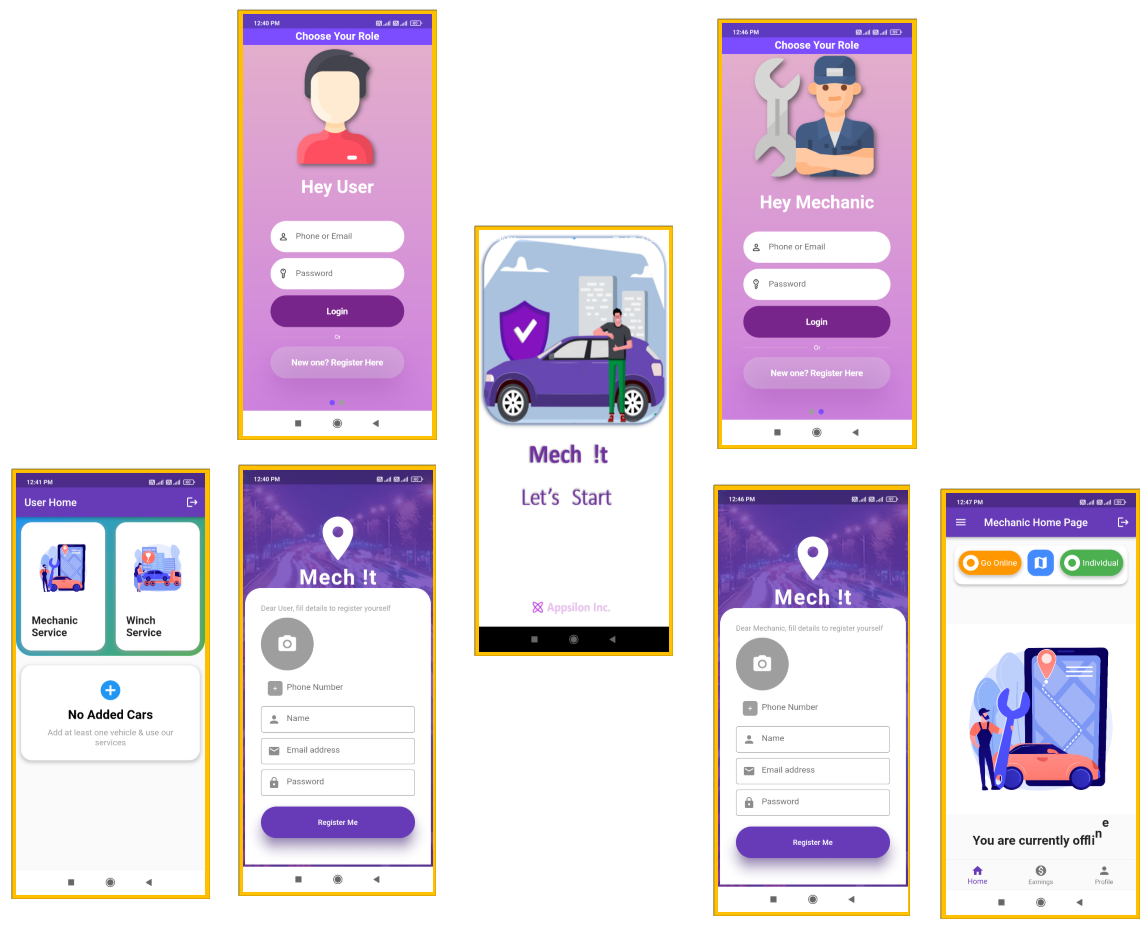 12:40 PM
Choose Your Role
Hey User
Phone or Email
Password
Login
Or
New one? Register Here
12:46 PM
Choose Your Role
Hey Mechanic
Phone or Email
Password
Login
Or
New one? Register Here
Mech !t
Let's Start
Appsilon Inc.
12:41 PM
User Home
Mechanic
Service
Winch
Service
No Added Cars
Add at least one vehicle & use our
services
12:40 PM
Mech !t
Dear User, fill details to register yourself
+ Phone Number
Name
Email address
Password
Register Me
12:46 PM
Mech !t
Dear Mechanic, fill details to register yourself
+ Phone Number
Name
Email address
Password
Register Me
12:47 PM
Mechanic Home Page
Go Online
Individual
You are currently offline
Home
Earnings
Profile